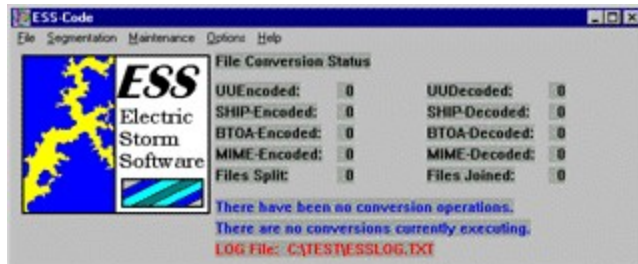 ESS-Code
File Segmentation Maintenance Options Help
ESS
Electric
Storm
Software
File Conversion Status
UUEncoded: 0 UUDecoded: 0
SHIP-Encoded: 0 SHIP-Decoded: 0
BTOA-Encoded: 0 BTOA-Decoded: 0
MIME-Encoded: 0 MIME-Decoded: 0
Files Split: 0 Files Joined: 0
There have been no conversion operations.
There are no conversions currently executing.
LOG File: C:\TEST\ESSLOG.TXT